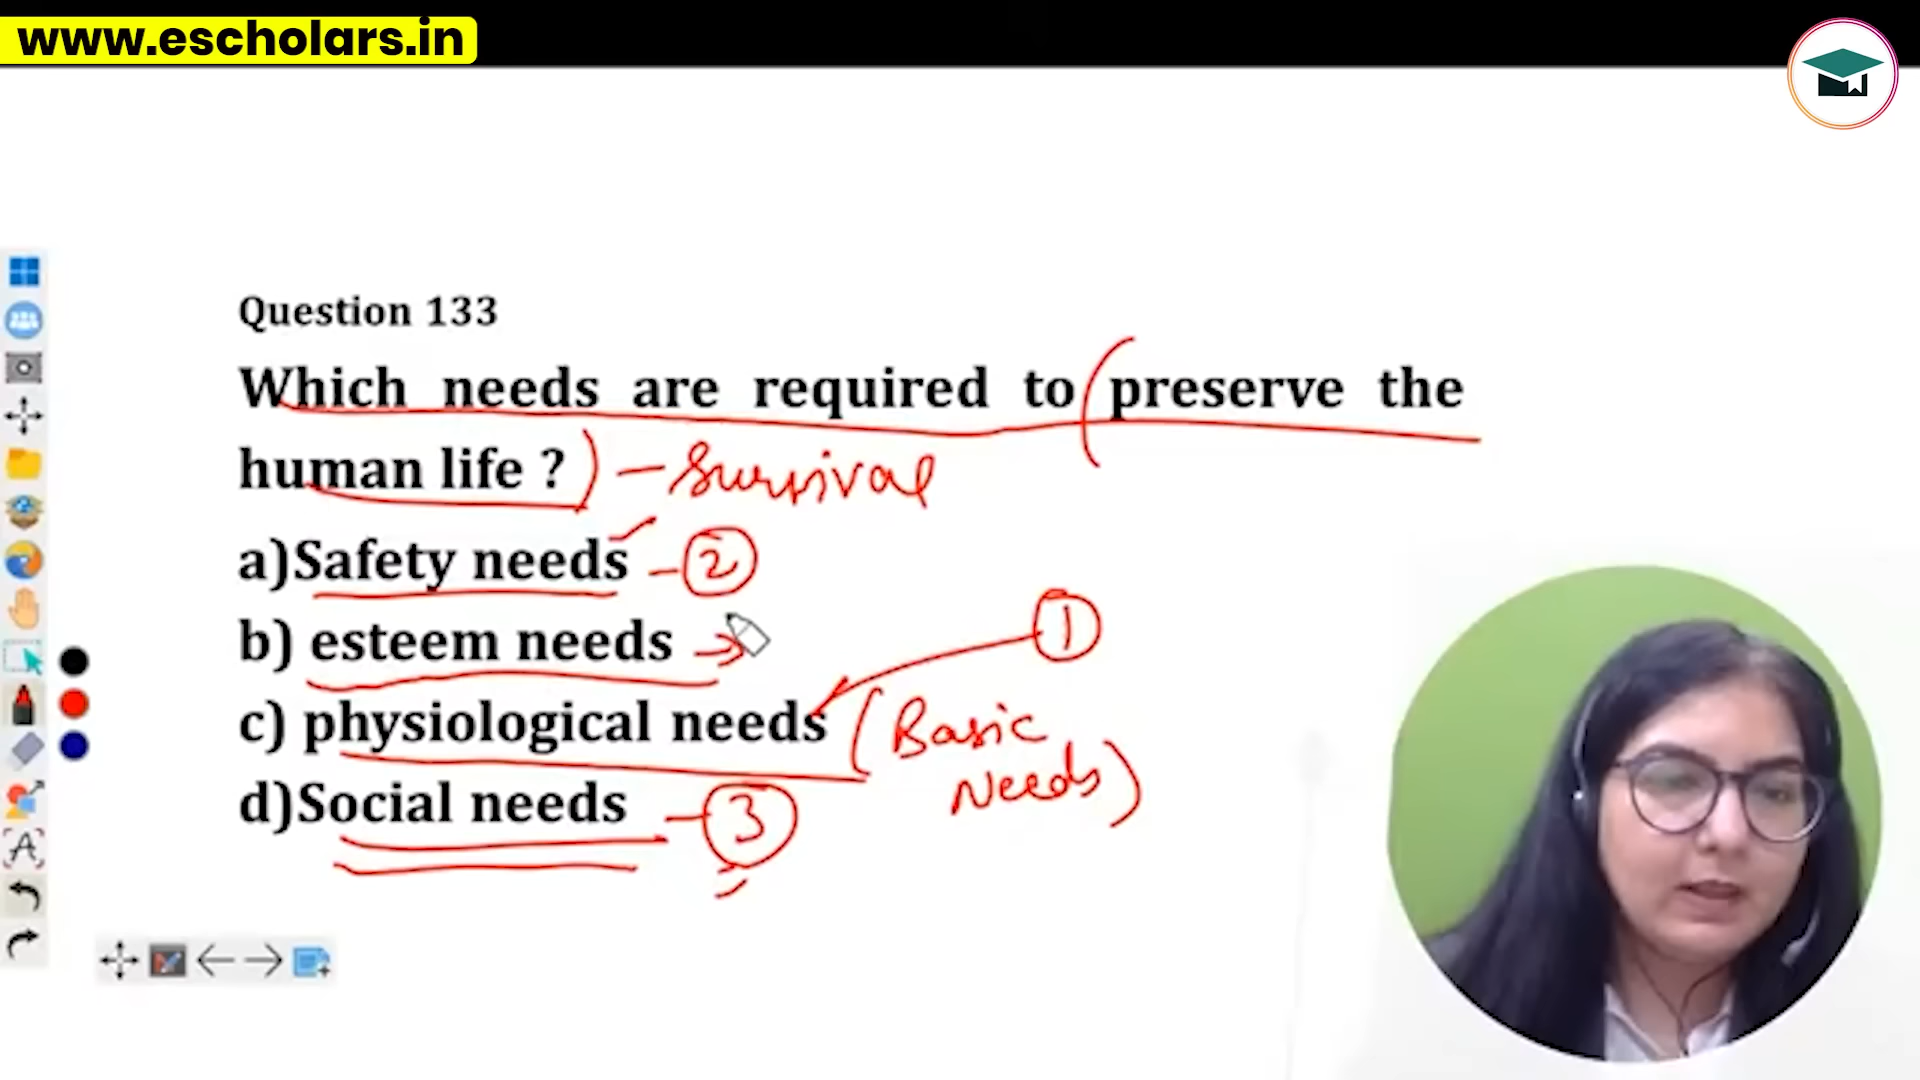 www.escholars.in
Question 133
Which needs are required to (preserve the
human life ?) - Survival
a)Safety needs - 2
b) esteem needs →
1
c) physiological needs (Basic
Needs)
d)Social needs - 3